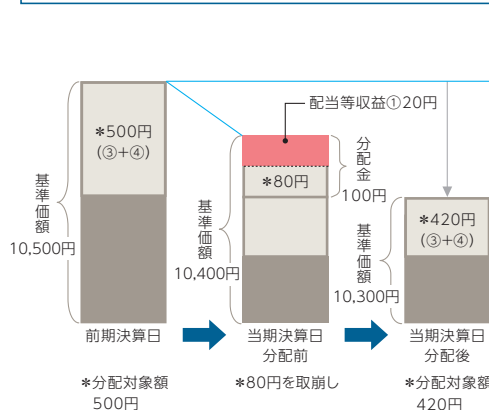 *500円
(③+④)
基準価額
10,500円
前期決算日
*分配対象額
500円
配当等収益①20円
*80円
分配金
100円
基準価額
10,400円
当期決算日
分配前
*80円を取崩し
*420円
(③+④)
基準価額
10,300円
当期決算日
分配後
*分配対象額
420円